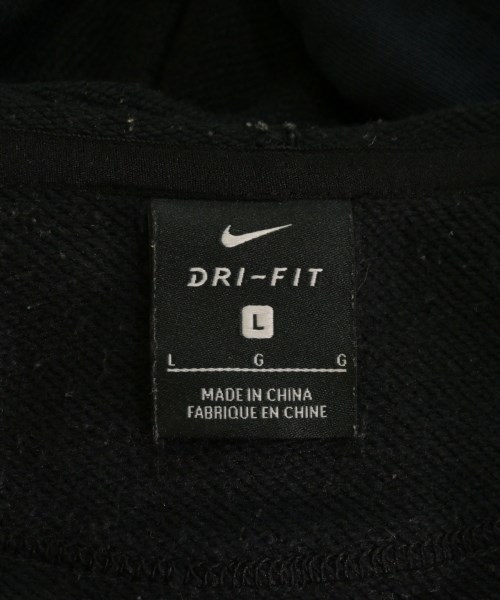 DRI-FIT
L
L G G
MADE IN CHINA
FABRIQUE EN CHINE